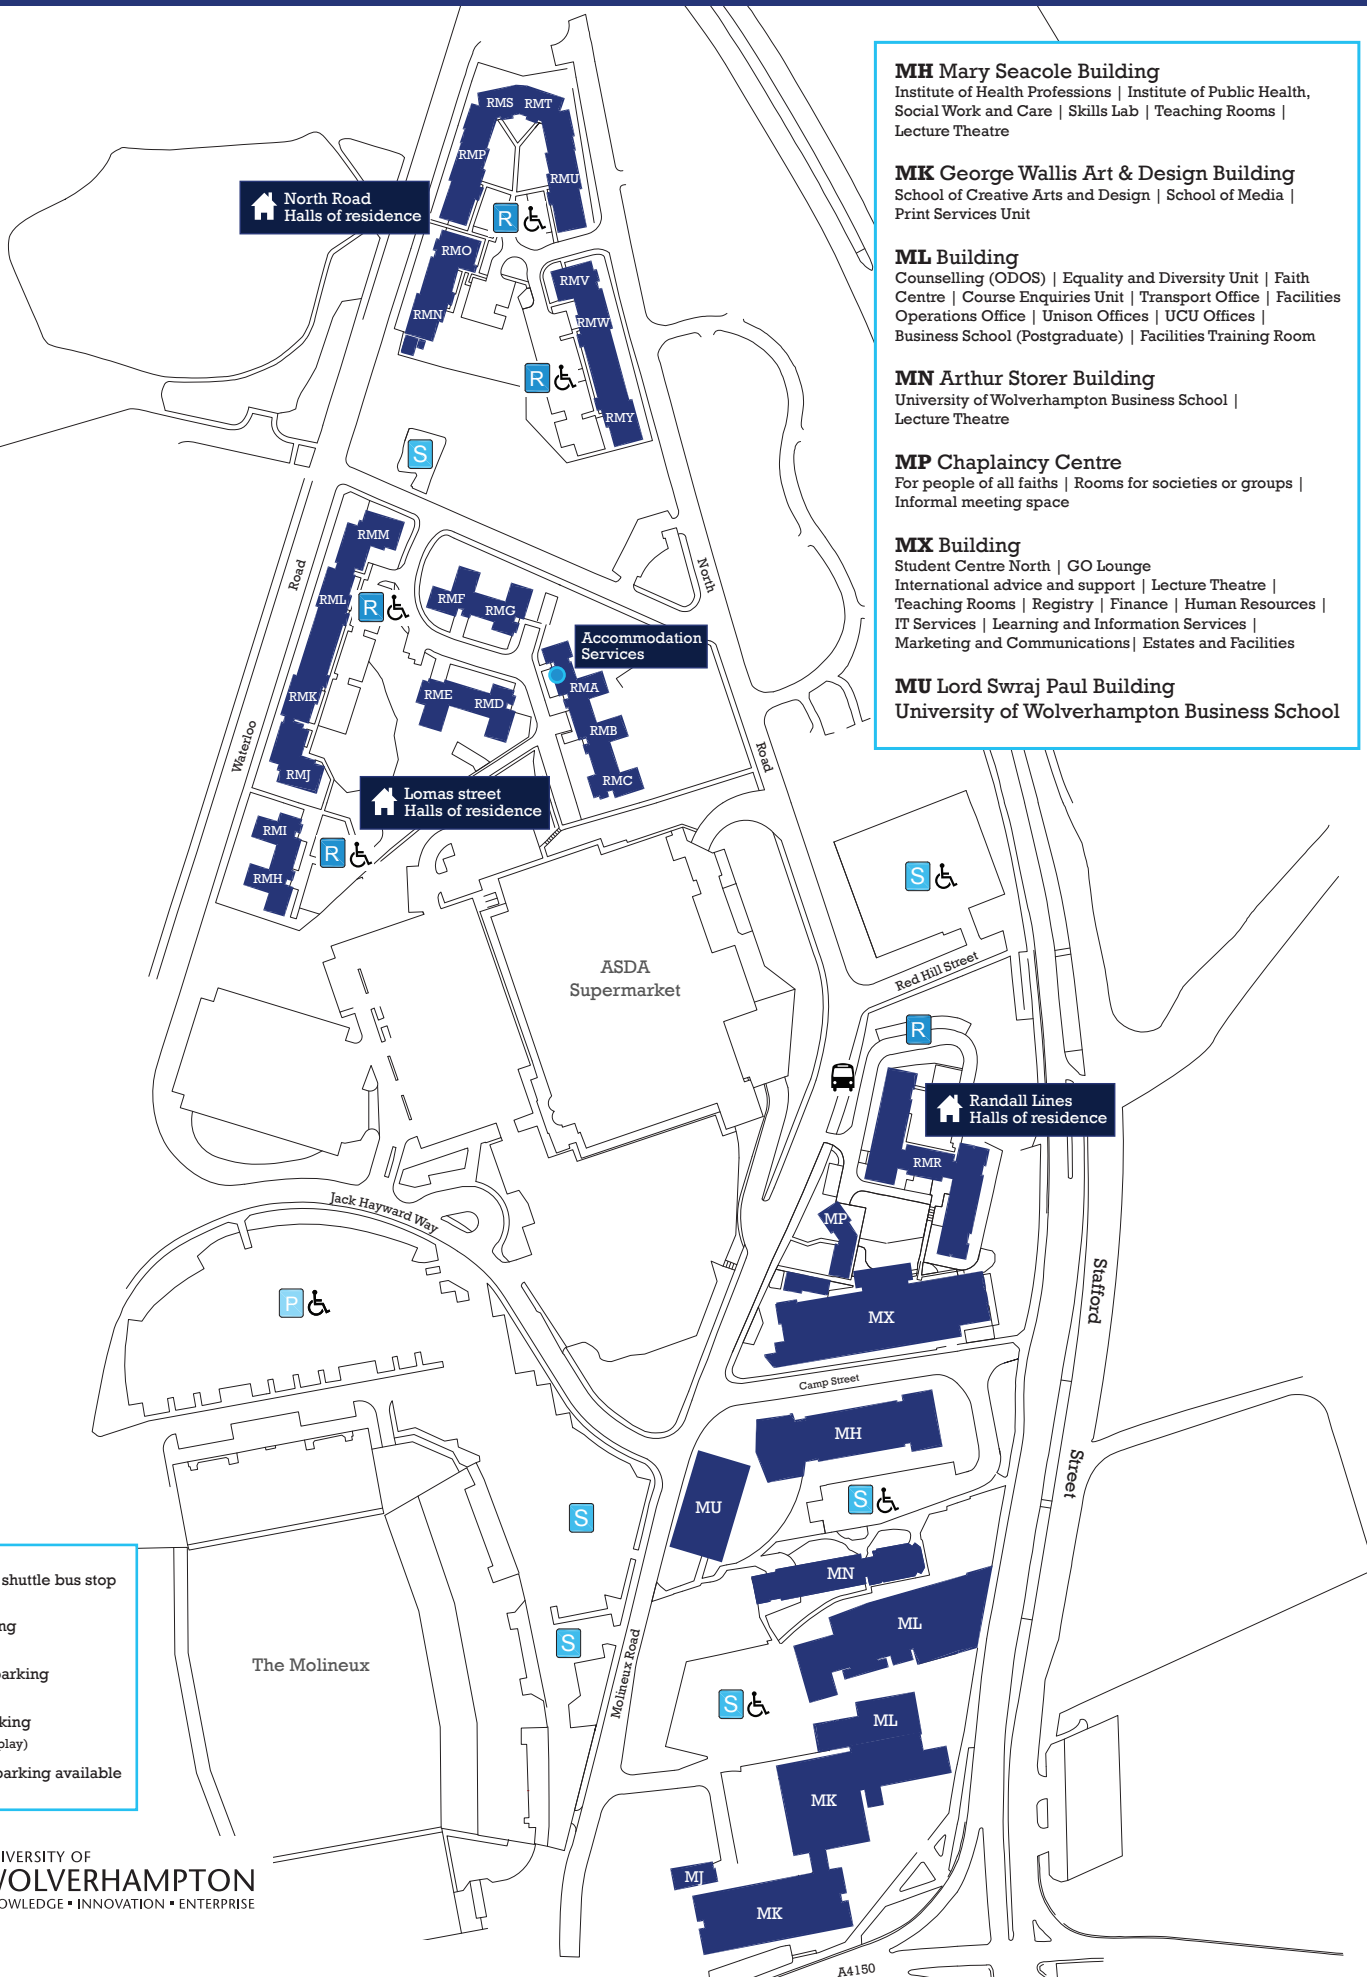 MH Mary Seacole Building
Institute of Health Professions | Institute of Public Health,
Social Work and Care | Skills Lab | Teaching Rooms |
Lecture Theatre
MK George Wallis Art & Design Building
School of Creative Arts and Design | School of Media |
Print Services Unit
ML Building
Counselling (ODOS) | Equality and Diversity Unit | Faith
Centre | Course Enquiries Unit | Transport Office | Facilities
Operations Office | Unison Offices | UCU Offices |
Business School (Postgraduate) | Facilities Training Room
MN Arthur Storer Building
University of Wolverhampton Business School |
Lecture Theatre
MP Chaplaincy Centre
For people of all faiths | Rooms for societies or groups |
Informal meeting space
MX Building
Student Centre North | GO Lounge
International advice and support | Lecture Theatre |
Teaching Rooms | Registry | Finance | Human Resources |
IT Services | Learning and Information Services |
Marketing and Communications| Estates and Facilities
MU Lord Swraj Paul Building
University of Wolverhampton Business School
RMS
RMT
RMP
RMU
North Road
Halls of residence
R
RMO
RMV
RMN
RMW
R
RMY
S
RMM
Road
North
RML
R
RMF
RMG
Accommodation
Services
RMA
RMK
RME
RMD
RMB
Waterloo
Road
RMJ
RMC
Lomas street
Halls of residence
RMI
R
RMH
S
ASDA
Supermarket
Red Hill Street
R
Randall Lines
Halls of residence
RMR
Jack Hayward Way
MP
P
Stafford
MX
Camp Street
MH
Street
MU
S
S
MN
ML
S
The Molineux
Molineux Road
S
ML
MK
MJ
MK
A4150
shuttle bus stop
ng
parking
king
play)
parking available
IVERSITY OF
WOLVERHAMPTON
OWLEDGE ▪ INNOVATION ▪ ENTERPRISE